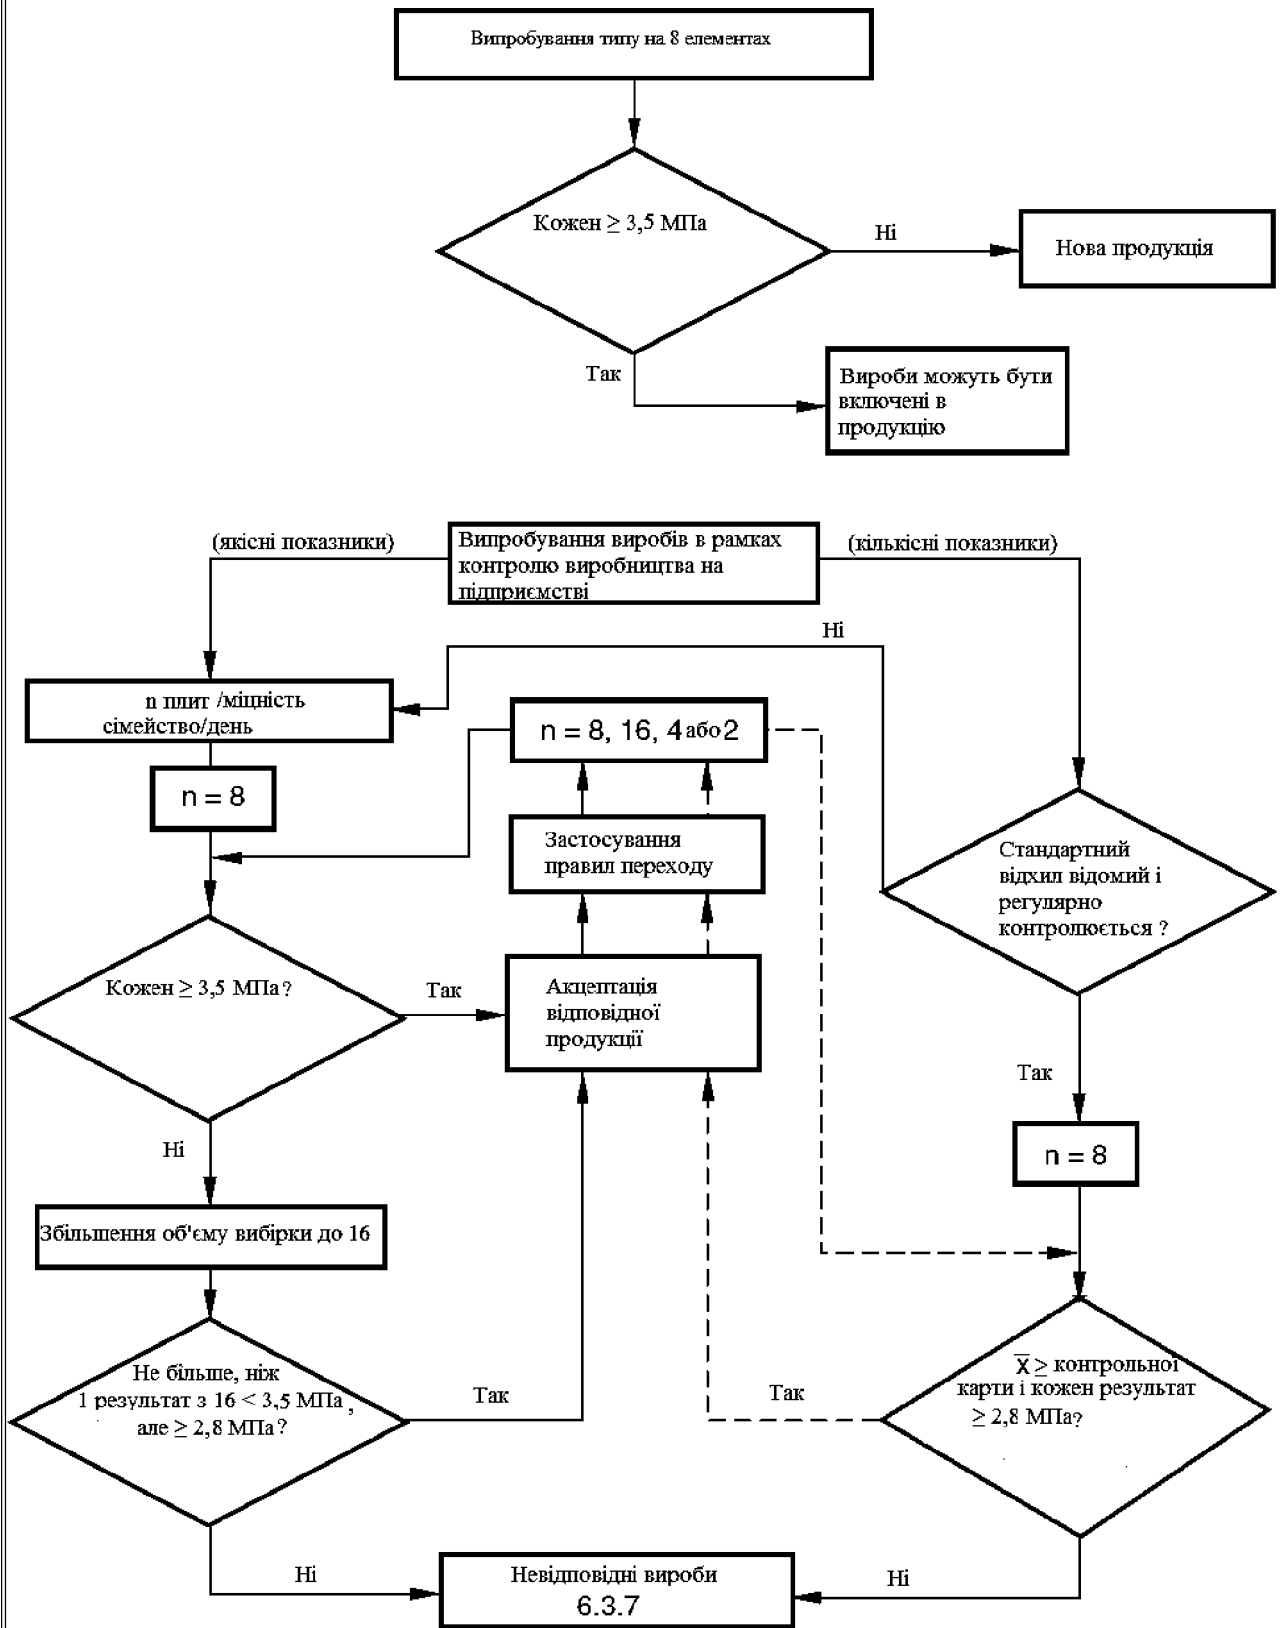 Випробування типу на 8 елементах
Кожен ≥ 3,5 МПа
Ні
Нова продукція
Так
Вироби можуть бути
включені в
продукцію
(якісні показники)
Випробування виробів в рамках
контролю виробництва на
підприємстві
(кількісні показники)
Ні
n плит /міцність
сімейство/день
n = 8, 16, 4 або 2
n = 8
Застосування
правил переходу
Стандартний
відхил відомий і
регулярно
контролюється ?
Кожен ≥ 3,5 МПа?
Так
Акцептація
відповідної
продукції
Так
Ні
n = 8
Збільшення об'єму вибірки до 16
Не більше, ніж
1 результат з 16 < 3,5 МПа ,
але ≥ 2,8 МПа?
Так
Так
x̅ ≥ контрольної
карти і кожен результат
≥ 2,8 МПа?
Ні
Невідповідні вироби
6.3.7
Ні